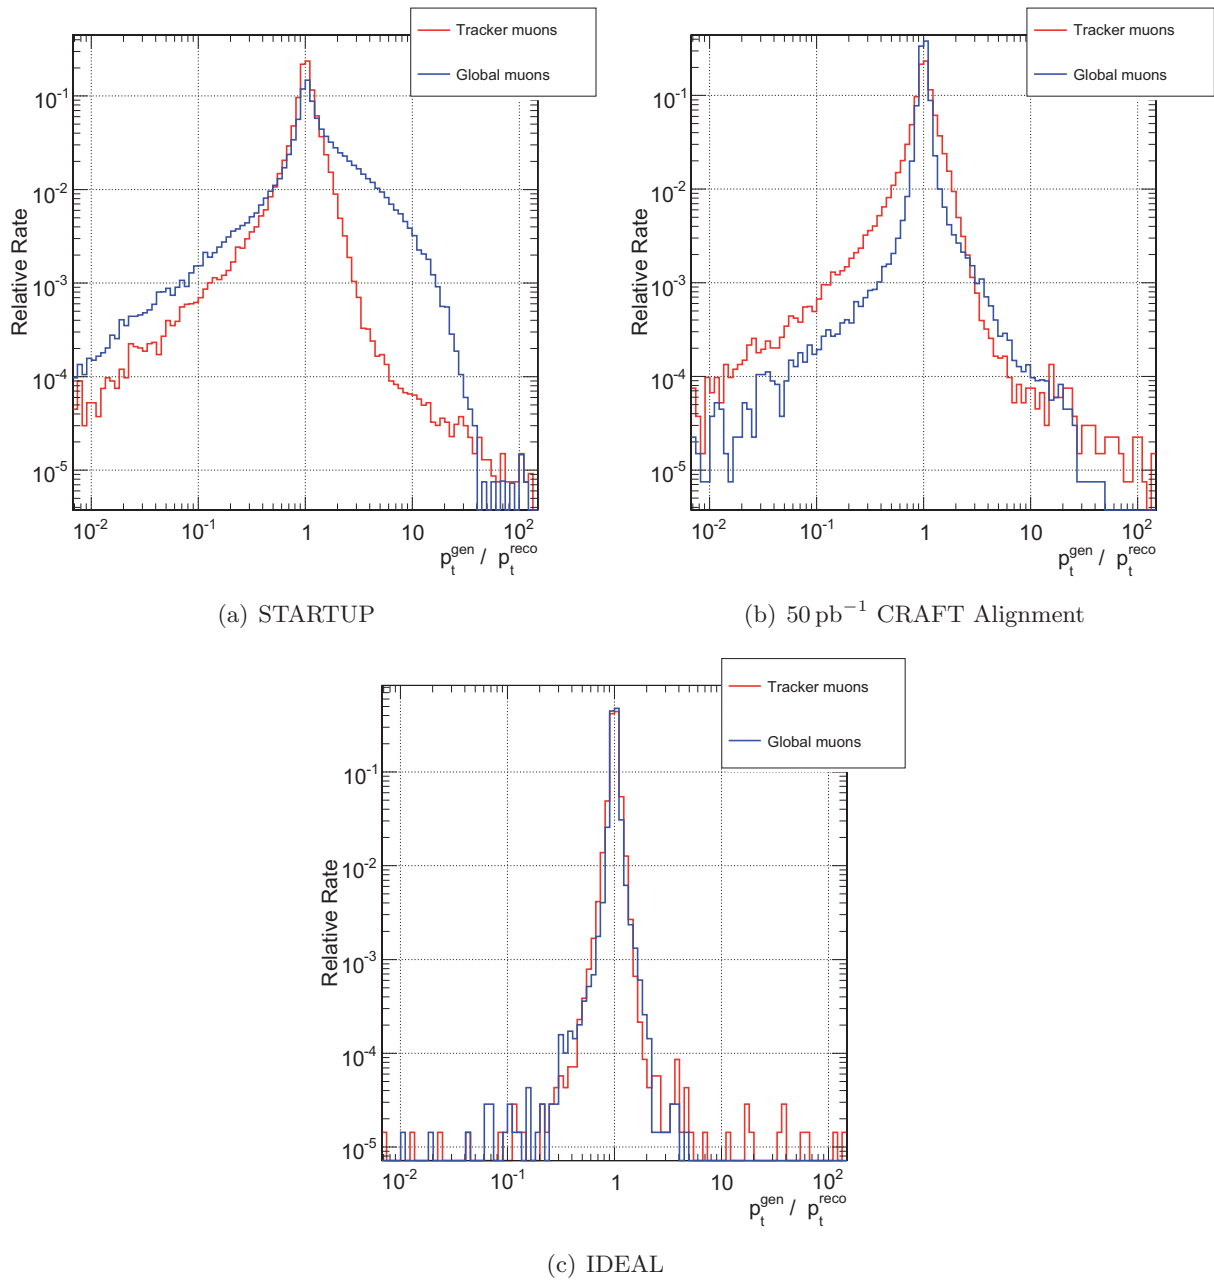 Tracker muons
Global muons
Relative Rate
10^-1
10^-2
10^-3
10^-4
10^-5
10^-2 10^-1 1 10 10^2
p_t^gen / p_t^reco
(a) STARTUP
Tracker muons
Global muons
Relative Rate
10^-1
10^-2
10^-3
10^-4
10^-5
10^-2 10^-1 1 10 10^2
p_t^gen / p_t^reco
(b) 50 pb^−1 CRAFT Alignment
Tracker muons
Global muons
Relative Rate
10^-1
10^-2
10^-3
10^-4
10^-5
10^-2 10^-1 1 10 10^2
p_t^gen / p_t^reco
(c) IDEAL